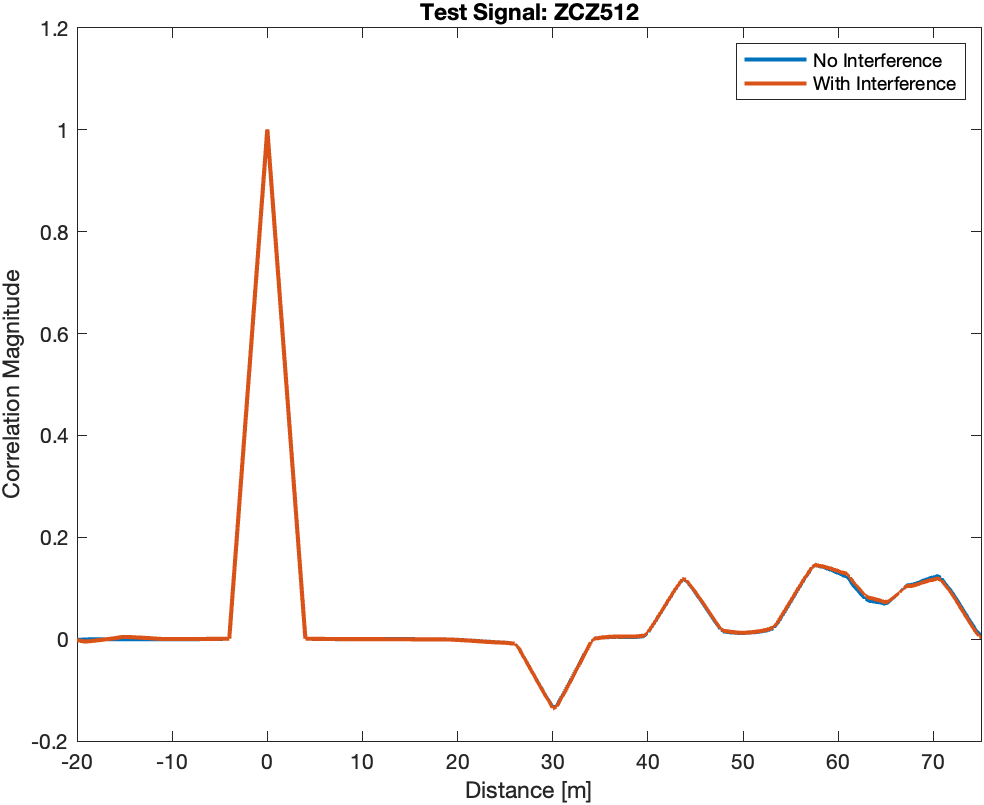 Test Signal: ZCZ512
No Interference
With Interference
Correlation Magnitude
1.2
1
0.8
0.6
0.4
0.2
0
-0.2
-20 -10 0 10 20 30 40 50 60 70
Distance [m]